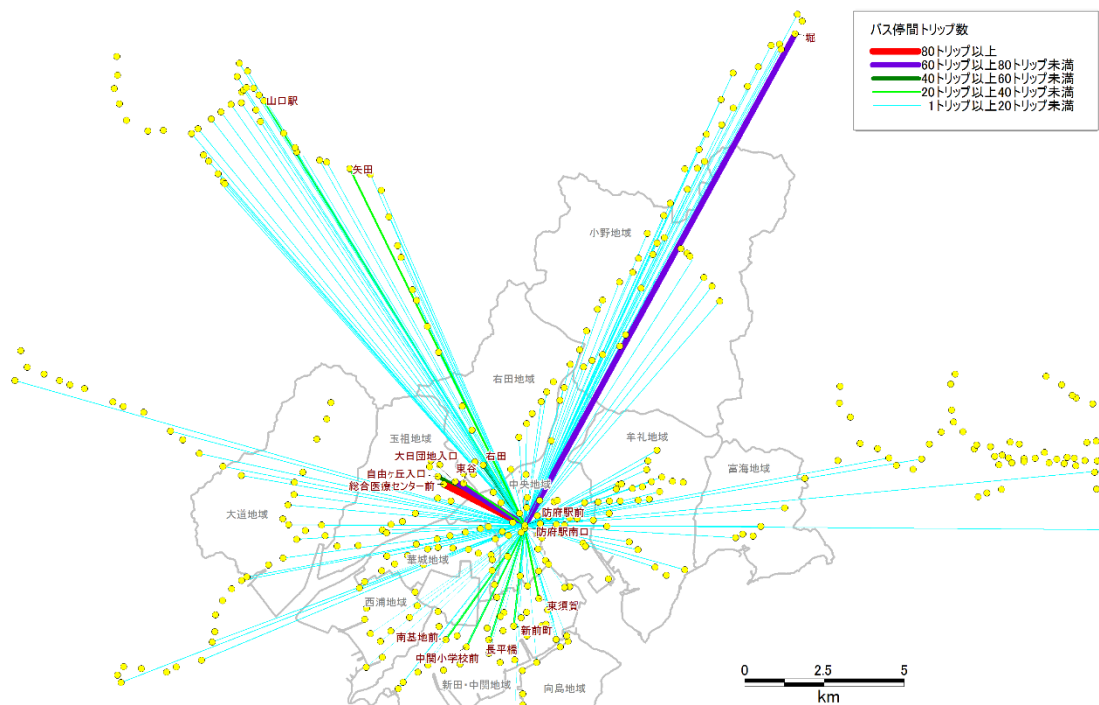 バス停間トリップ数
80トリップ以上
60トリップ以上80トリップ未満
40トリップ以上60トリップ未満
20トリップ以上40トリップ未満
1トリップ以上20トリップ未満
堀
山口駅
矢田
小野地域
右田地域
玉祖地域
牟礼地域
大日団地入口
右田
東谷
富海地域
自由ヶ丘入口
総合医療センター前
中央地域
大道地域
防府駅前
防府駅南口
華城地域
西浦地域
東須賀
新前町
南基地前
長平橋
中関小学校前
新田・中関地域
向島地域
0 2.5 5
km